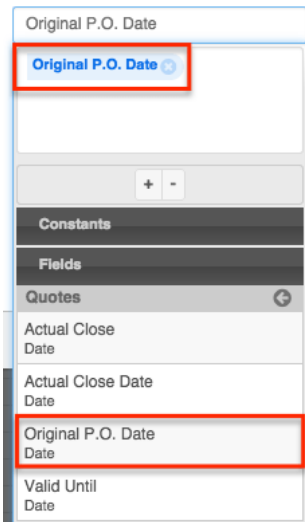 Original P.O. Date
Original P.O. Date
+ -
Constants
Fields
Quotes
Actual Close
Date
Actual Close Date
Date
Original P.O. Date
Date
Valid Until
Date